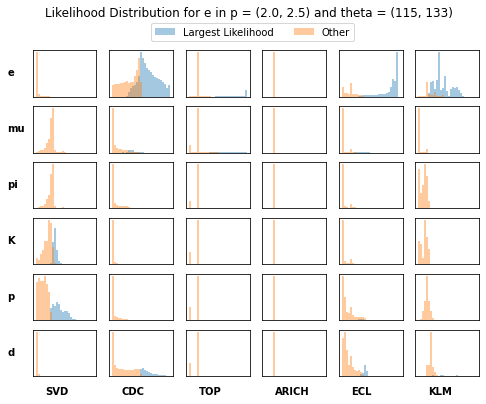 Likelihood Distribution for e in p = (2.0, 2.5) and theta = (115, 133)
Largest Likelihood Other
e
mu
pi
K
p
d
SVD CDC TOP ARICH ECL KLM